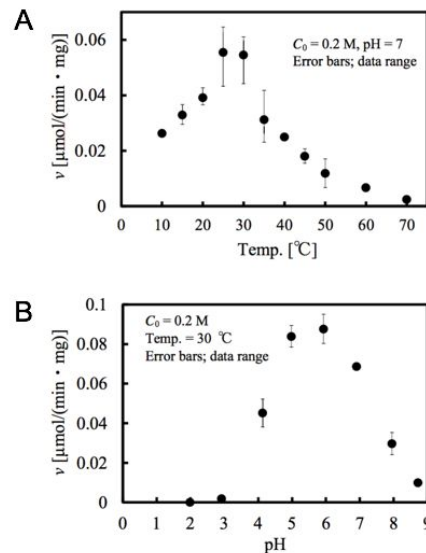 A
0.06
0.04
0.02
0
v [μmol/(min・mg)]
C₀ = 0.2 M, pH = 7
Error bars; data range
0 10 20 30 40 50 60 70
Temp. [℃]
B
0.1
0.08
0.06
0.04
0.02
0
v [μmol/(min・mg)]
C₀ = 0.2 M
Temp. = 30 ℃
Error bars; data range
0 1 2 3 4 5 6 7 8 9
pH